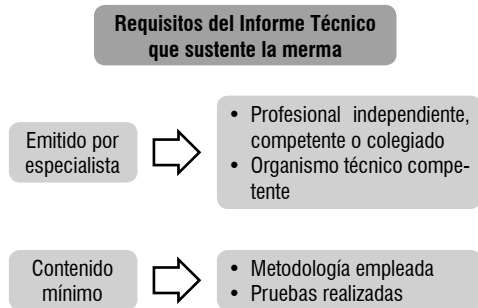 Requisitos del Informe Técnico
que sustente la merma
Emitido por
especialista
• Profesional independiente,
competente o colegiado
• Organismo técnico compe-
tente
Contenido
mínimo
• Metodología empleada
• Pruebas realizadas